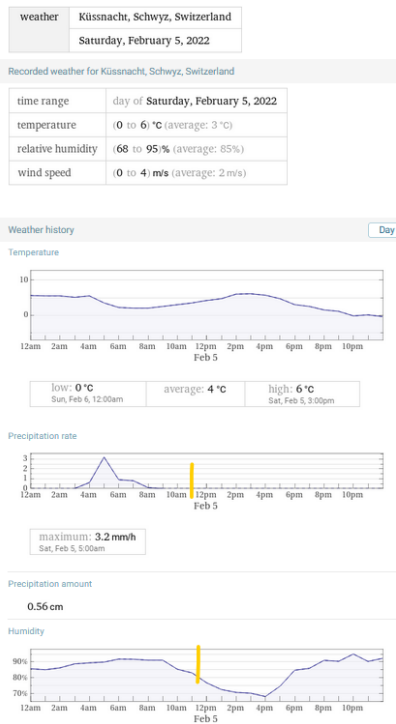 weather
Küssnacht, Schwyz, Switzerland
Saturday, February 5, 2022
Recorded weather for Küssnacht, Schwyz, Switzerland
time range day of Saturday, February 5, 2022
temperature (0 to 6) °C (average: 3 °C)
relative humidity (68 to 95)% (average: 85%)
wind speed (0 to 4) m/s (average: 2 m/s)
Weather history Day
Temperature
10
0
12am 2am 4am 6am 8am 10am 12pm 2pm 4pm 6pm 8pm 10pm
Feb 5
low: 0 °C average: 4 °C high: 6 °C
Sun, Feb 6, 12:00am Sat, Feb 5, 3:00pm
Precipitation rate
3
2
1
0
12am 2am 4am 6am 8am 10am 12pm 2pm 4pm 6pm 8pm 10pm
Feb 5
maximum: 3.2 mm/h
Sat, Feb 5, 5:00am
Precipitation amount
0.56 cm
Humidity
90%
80%
70%
12am 2am 4am 6am 8am 10am 12pm 2pm 4pm 6pm 8pm 10pm
Feb 5